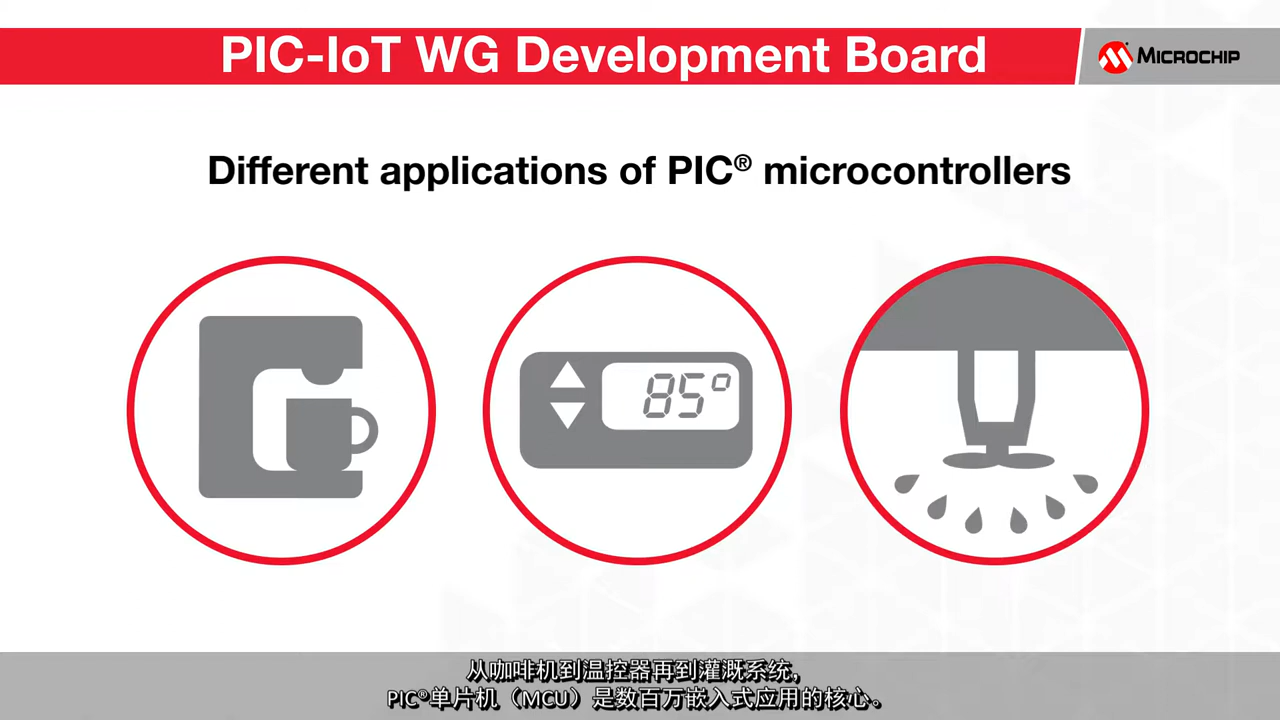 PIC-IoT WG Development Board
MICROCHIP
Different applications of PIC® microcontrollers
85°
从咖啡机到温控器再到灌溉系统，
PIC®单片机（MCU）是数百万嵌入式应用的核心。